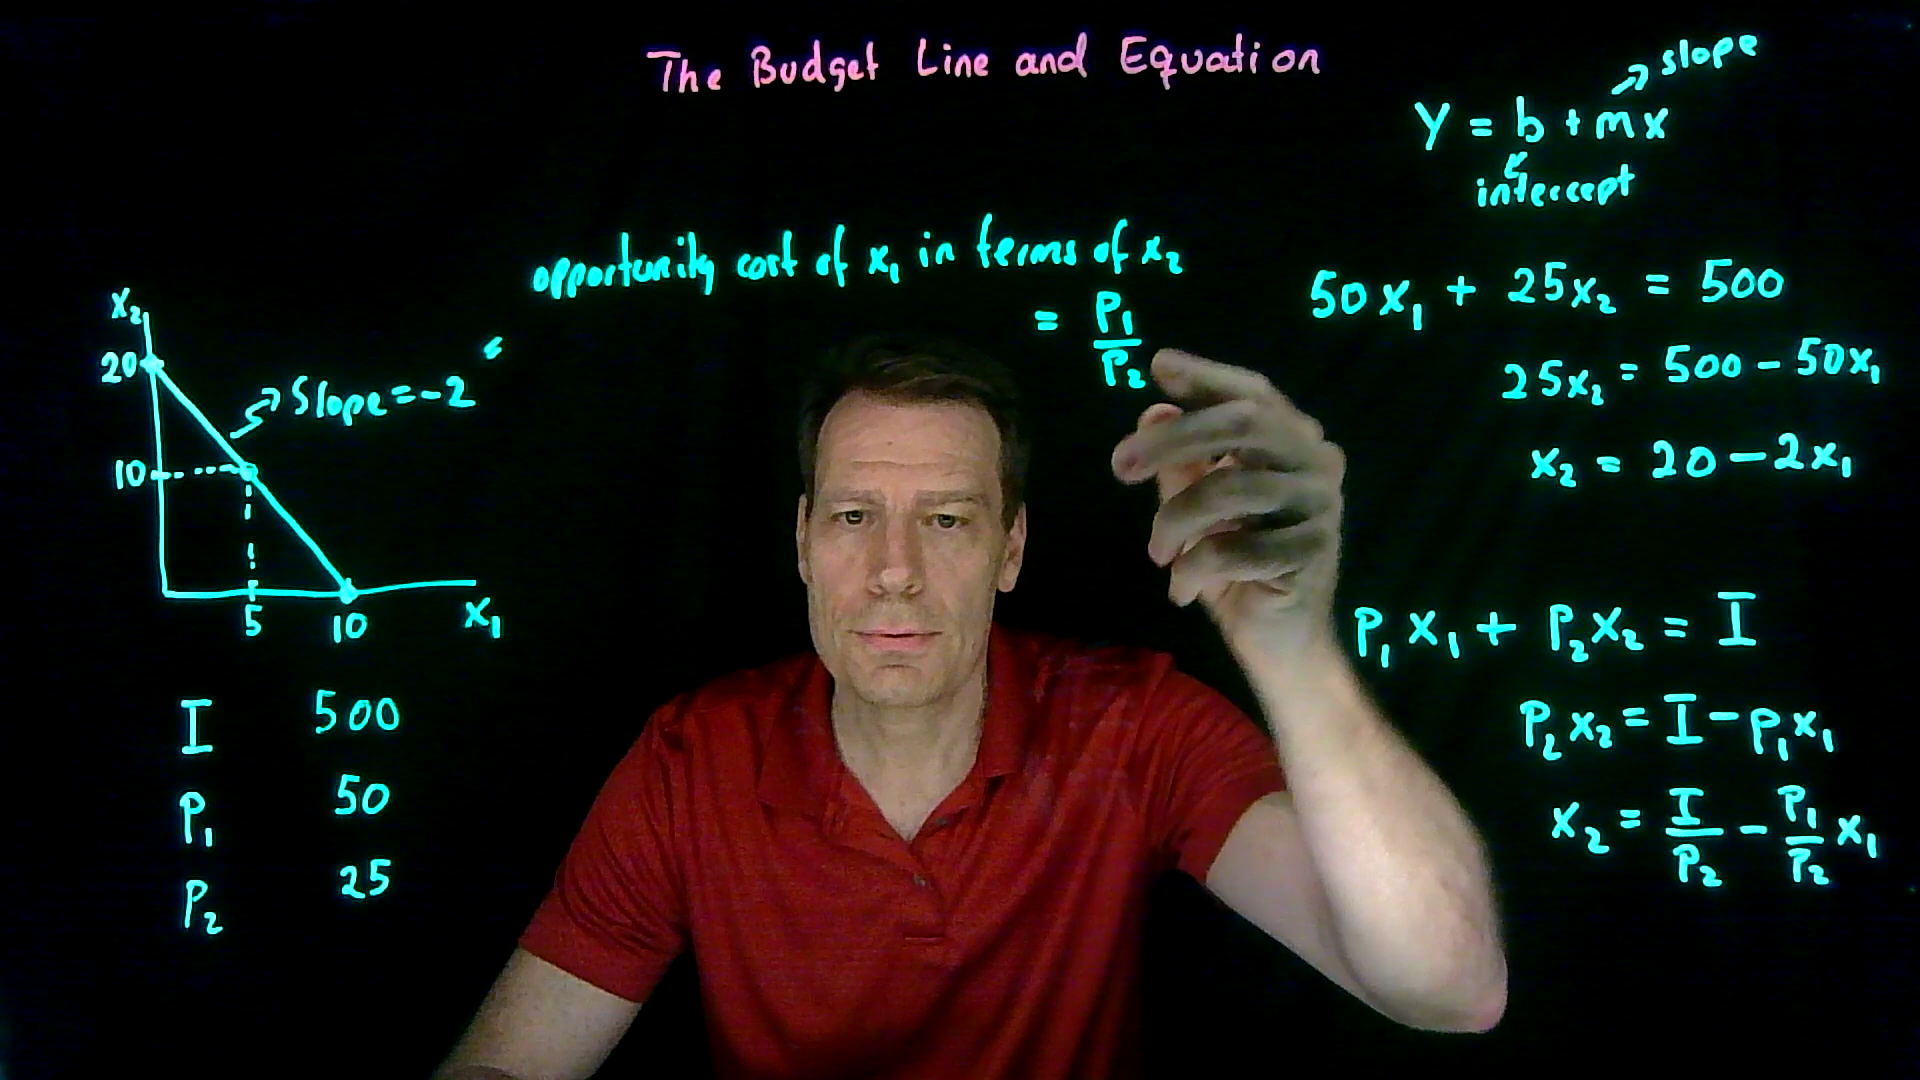 The Budget Line and Equation
slope
Y = b + mx
intercept
opportunity cost of x₁ in terms of x₂
= P₁/P₂
50x₁ + 25x₂ = 500
25x₂ = 500 - 50x₁
x₂ = 20 - 2x₁
P₁x₁ + P₂x₂ = I
P₂x₂ = I - P₁x₁
x₂ = I/P₂ - P₁/P₂ x₁
x₂
20
Slope = -2
10
5 10 x₁
I 500
P₁ 50
P₂ 25